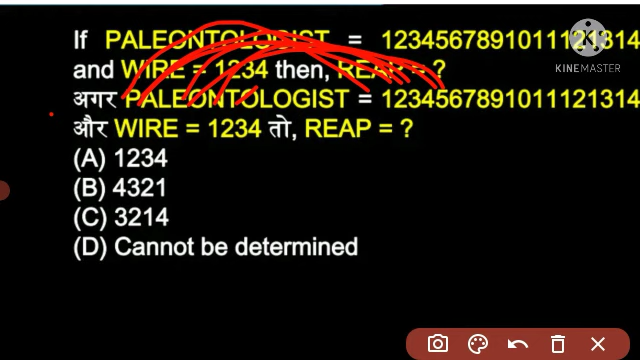 If PALEONTOLOGIST = 1234567891011121314
and WIRE = 1234 then, REAP = ?
अगर PALEONTOLOGIST = 1234567891011121314
और WIRE = 1234 तो, REAP = ?
(A) 1234
(B) 4321
(C) 3214
(D) Cannot be determined
KINEMASTER